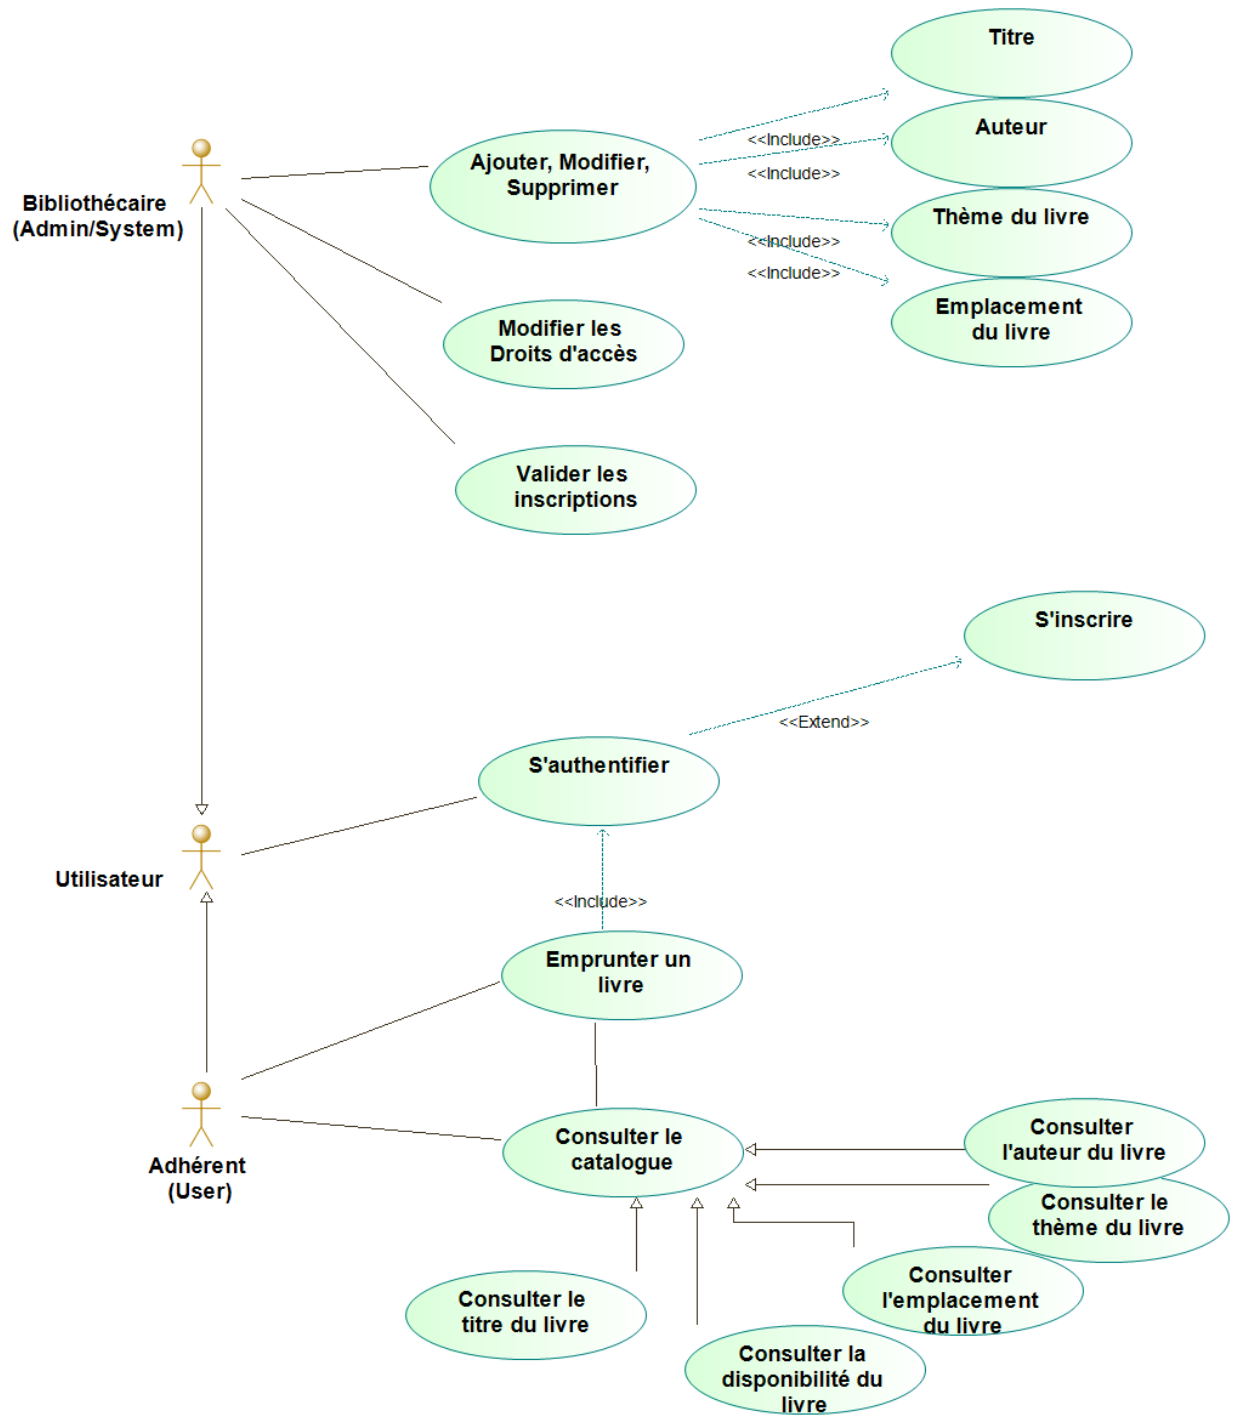 Titre
<<Include>>
Auteur
Ajouter, Modifier,
Supprimer
<<Include>>
Bibliothécaire
(Admin/System)
Thème du livre
<<Include>>
<<Include>>
Emplacement
du livre
Modifier les
Droits d'accès
Valider les
inscriptions
S'inscrire
<<Extend>>
S'authentifier
Utilisateur
<<Include>>
Emprunter un
livre
Consulter le
catalogue
Adhérent
(User)
Consulter
l'auteur du livre
Consulter le
thème du livre
Consulter
l'emplacement
du livre
Consulter le
titre du livre
Consulter la
disponibilité du
livre